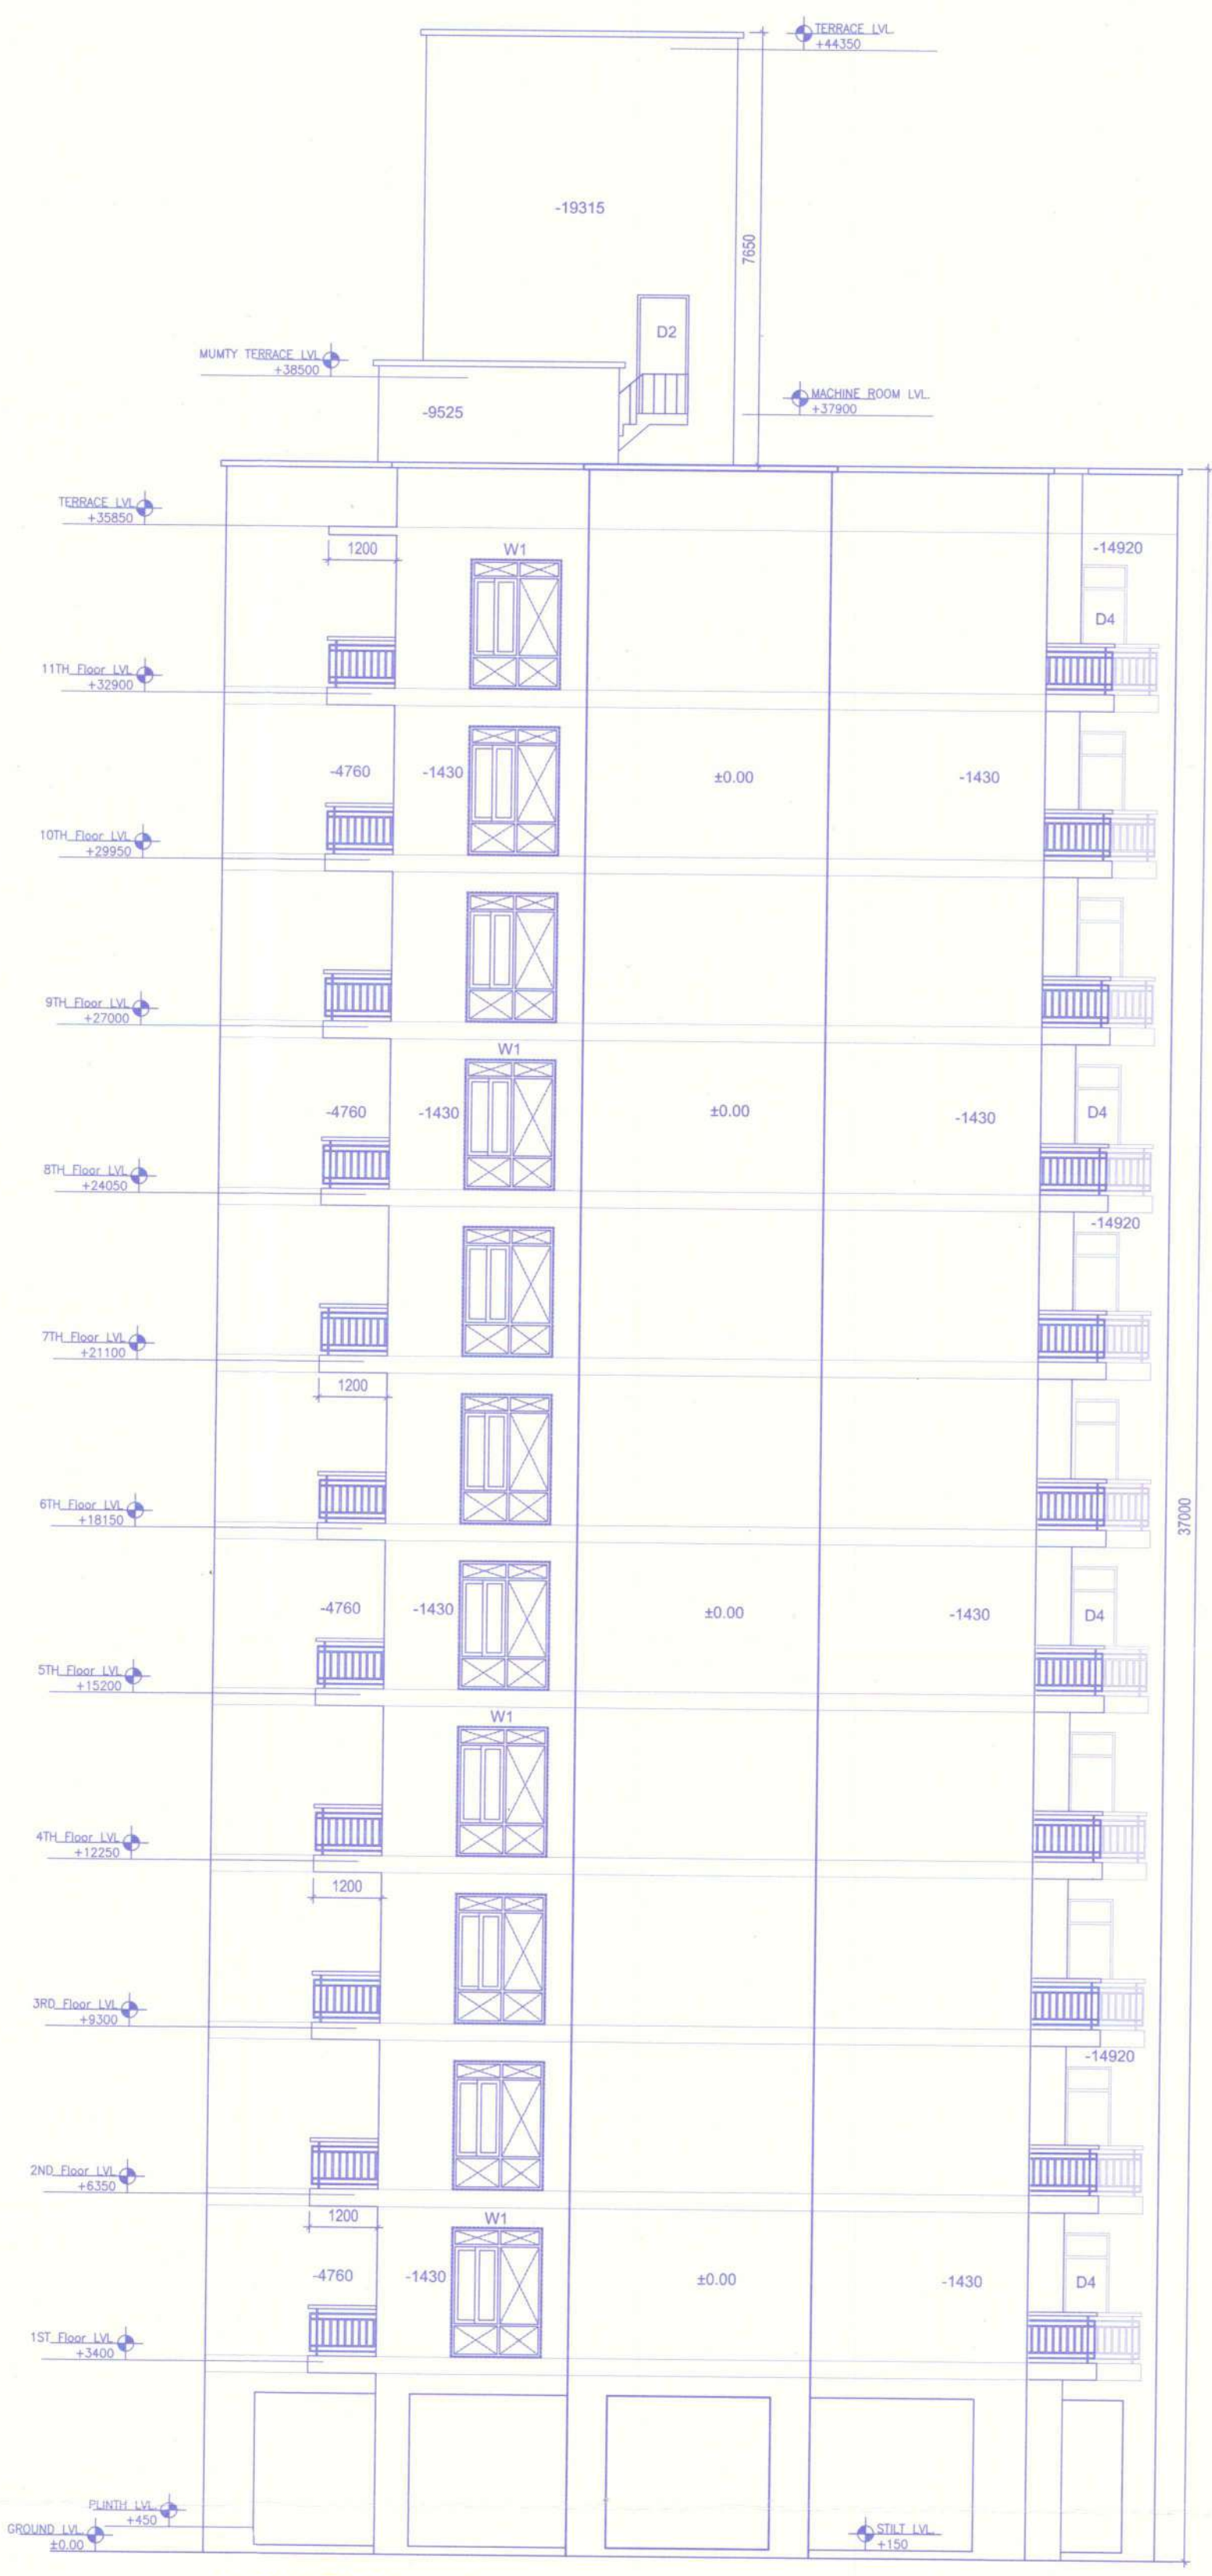 TERRACE LVL.
+44350
-19315
7650
D2
MUMTY TERRACE LVL.
+38500
MACHINE ROOM LVL.
+37900
-9525
TERRACE LVL.
+35850
1200
W1
-14920
D4
11TH Floor LVL.
+32900
-4760
-1430
±0.00
-1430
10TH Floor LVL.
+29950
9TH Floor LVL.
+27000
W1
-4760
-1430
±0.00
-1430
D4
8TH Floor LVL.
+24050
-14920
7TH Floor LVL.
+21100
1200
6TH Floor LVL.
+18150
37000
-4760
-1430
±0.00
-1430
D4
5TH Floor LVL.
+15200
W1
4TH Floor LVL.
+12250
1200
3RD Floor LVL.
+9300
-14920
2ND Floor LVL.
+6350
1200
W1
-4760
-1430
±0.00
-1430
D4
1ST Floor LVL.
+3400
PLINTH LVL.
+450
GROUND LVL.
±0.00
STILT LVL.
+150